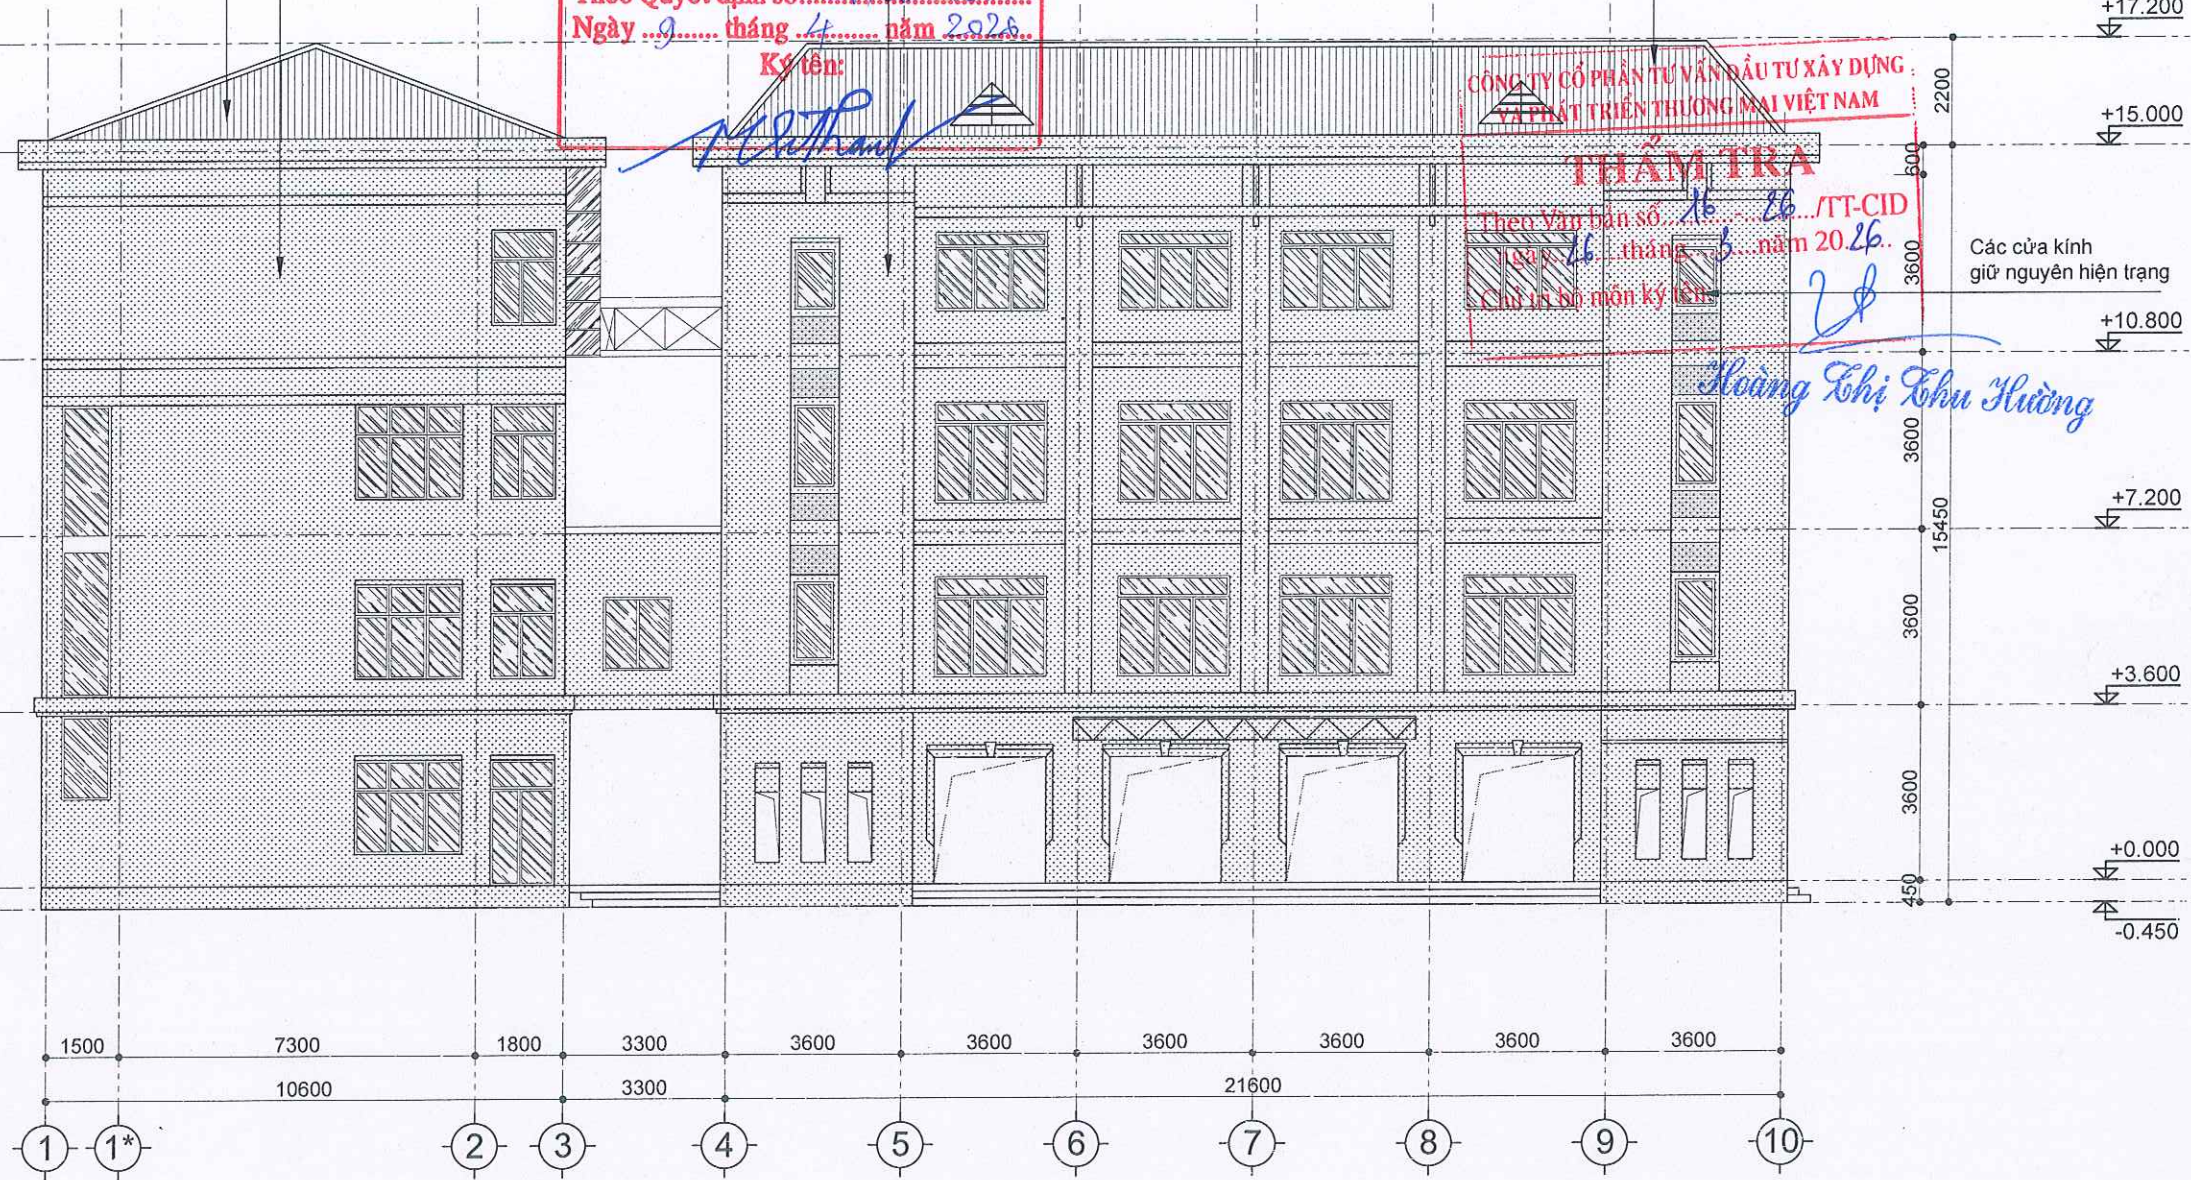 Ngày 9 tháng 4 năm 2026
Ký tên:
CÔNG TY CỔ PHẦN TƯ VẤN ĐẦU TƯ XÂY DỰNG
VÀ PHÁT TRIỂN THƯƠNG MẠI VIỆT NAM
THẨM TRA
Theo Văn bản số 16 - 26 /TT-CID
ngày 16 tháng 3 năm 2026
Chủ trì bộ môn ký tên:
Hoàng Thị Thu Hường
Các cửa kính
giữ nguyên hiện trạng
+17.200
+15.000
+10.800
+7.200
+3.600
+0.000
-0.450
2200
600
3600
3600
15450
3600
3600
450
1500 7300 1800 3300 3600 3600 3600 3600 3600 3600
10600 3300 21600
1 1* 2 3 4 5 6 7 8 9 10